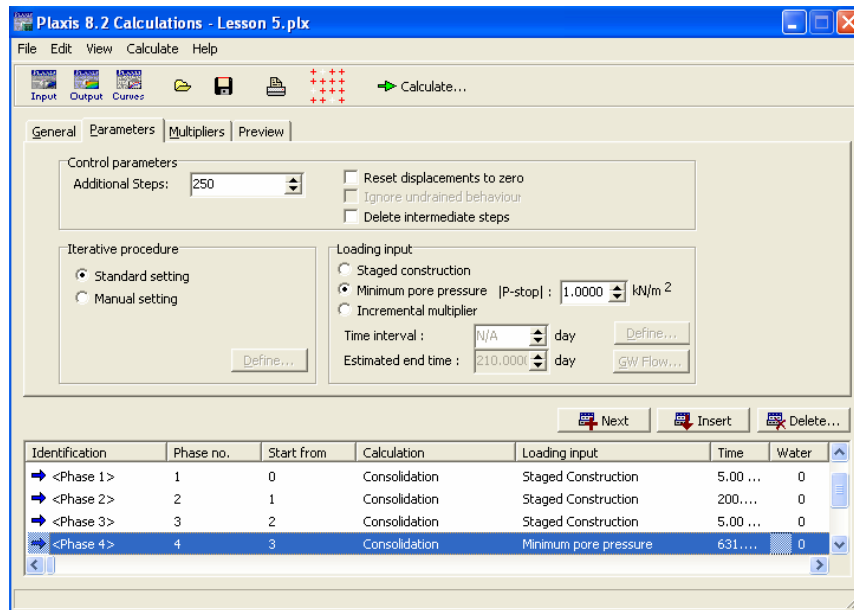 Plaxis 8.2 Calculations - Lesson 5.plx
File Edit View Calculate Help
Input Output Curves Calculate...
General Parameters Multipliers Preview
Control parameters
Additional Steps: 250
Reset displacements to zero
Ignore undrained behaviour
Delete intermediate steps
Iterative procedure
Standard setting
Manual setting
Define...
Loading input
Staged construction
Minimum pore pressure |P-stop| : 1.0000 kN/m 2
Incremental multiplier
Time interval : N/A day Define...
Estimated end time : 210.000 day GW Flow...
Next Insert Delete...
Identification Phase no. Start from Calculation Loading input Time Water
<Phase 1> 1 0 Consolidation Staged Construction 5.00 ... 0
<Phase 2> 2 1 Consolidation Staged Construction 200.... 0
<Phase 3> 3 2 Consolidation Staged Construction 5.00 ... 0
<Phase 4> 4 3 Consolidation Minimum pore pressure 631.... 0